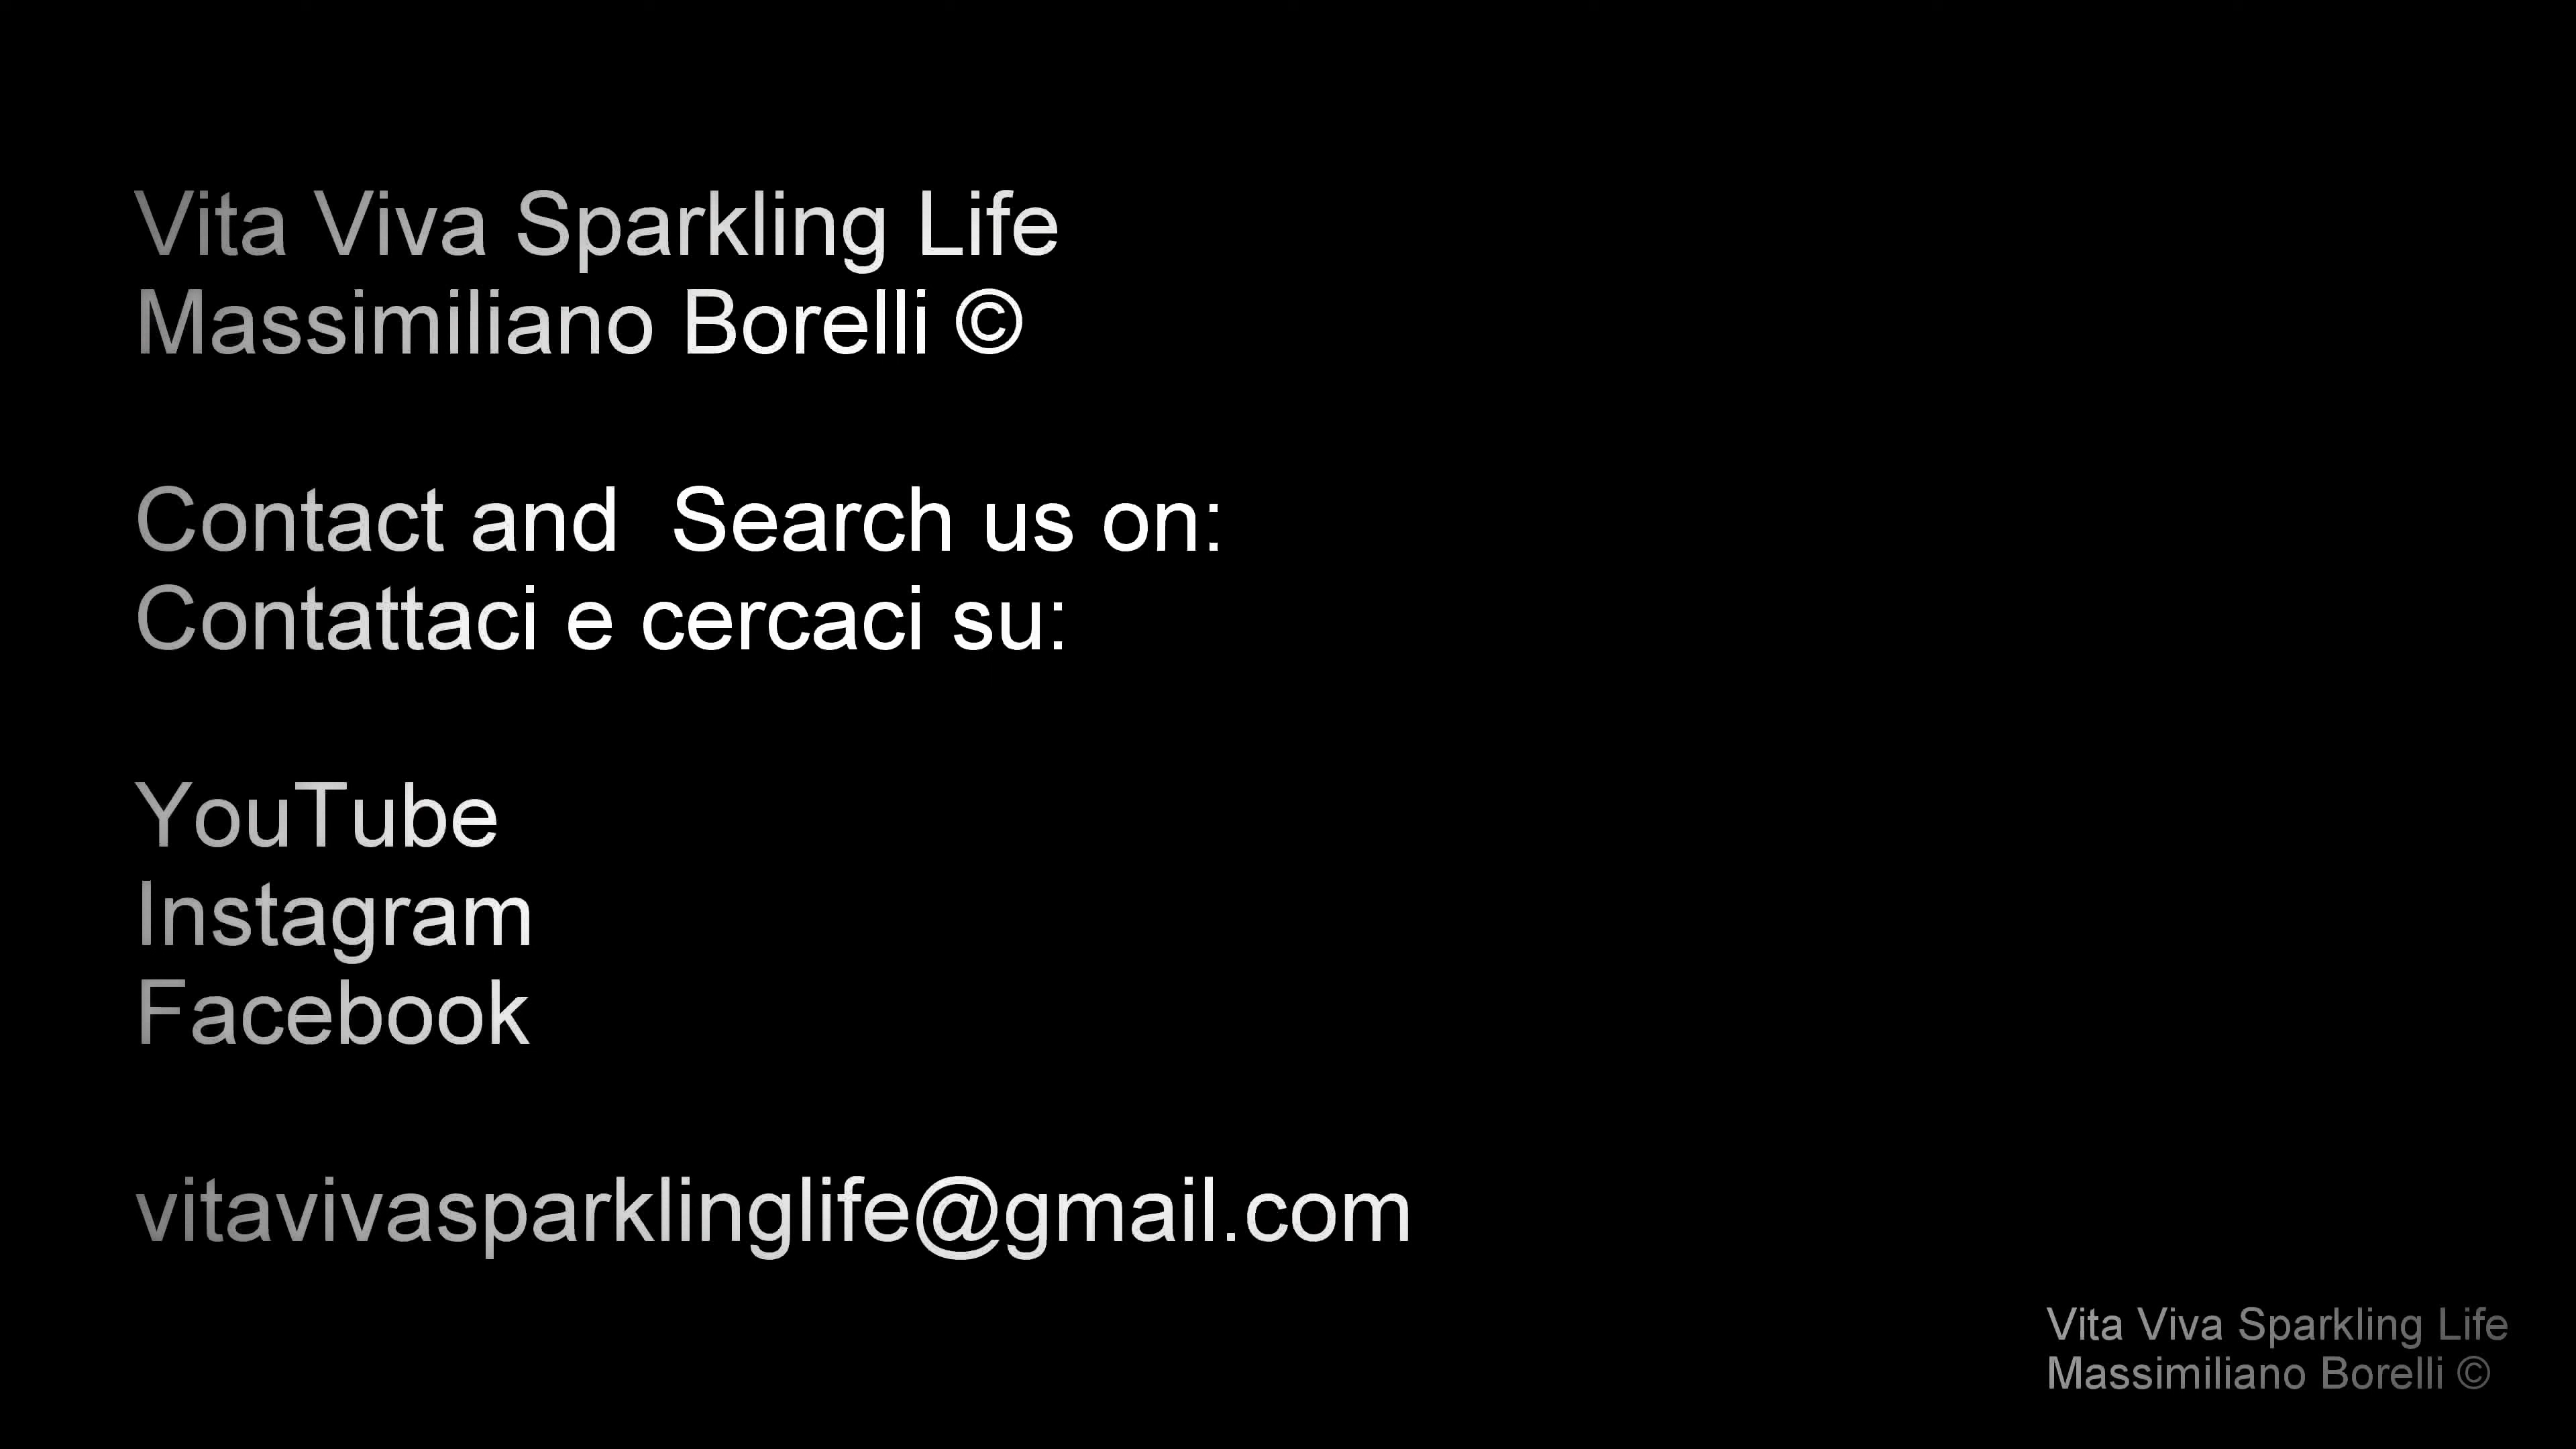 Vita Viva Sparkling Life
Massimiliano Borelli ©
Contact and  Search us on:
Contattaci e cercaci su:
YouTube
Instagram
Facebook
vitavivasparklinglife@gmail.com
Vita Viva Sparkling Life
Massimiliano Borelli ©